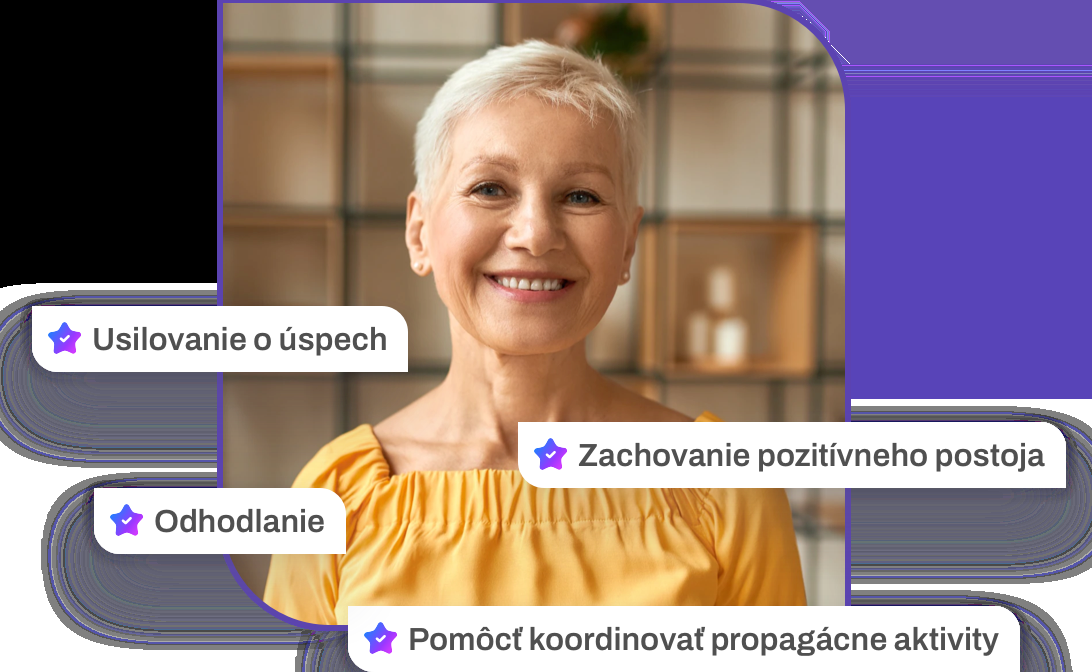 Usilovanie o úspech
Zachovanie pozitívneho postoja
Odhodlanie
Pomôcť koordinovať propagácne aktivity